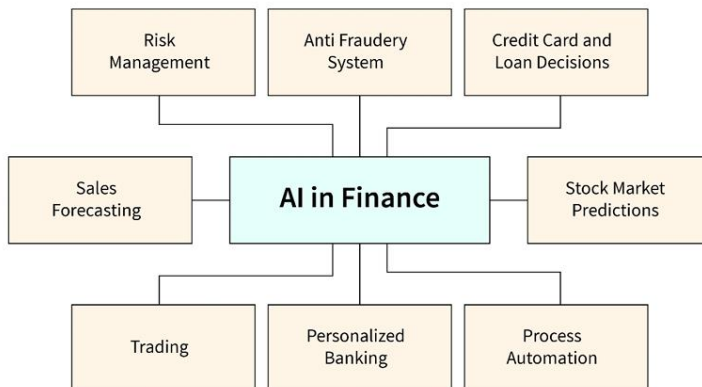 Risk
Management
Anti Fraudery
System
Credit Card and
Loan Decisions
Sales
Forecasting
AI in Finance
Stock Market
Predictions
Trading
Personalized
Banking
Process
Automation